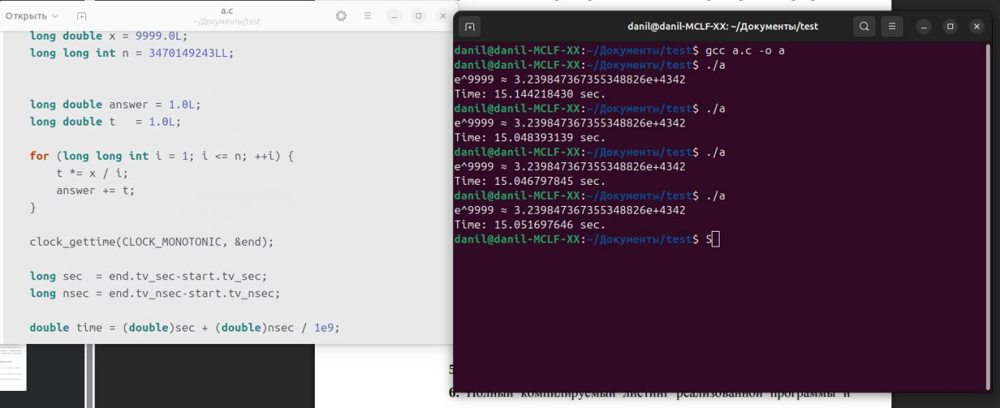 Открыть
a.c
~/Документы/test
long double x = 9999.0L;
long long int n = 3470149243LL;
long double answer = 1.0L;
long double t   = 1.0L;
for (long long int i = 1; i <= n; ++i) {
t *= x / i;
answer += t;
}
clock_gettime(CLOCK_MONOTONIC, &end);
long sec  = end.tv_sec-start.tv_sec;
long nsec = end.tv_nsec-start.tv_nsec;
double time = (double)sec + (double)nsec / 1e9;
danil@danil-MCLF-XX: ~/Документы/test
danil@danil-MCLF-XX:~/Документы/test$ gcc a.c -o a
danil@danil-MCLF-XX:~/Документы/test$ ./a
e^9999 ≈ 3.239847367355348826e+4342
Time: 15.144218430 sec.
danil@danil-MCLF-XX:~/Документы/test$ ./a
e^9999 ≈ 3.239847367355348826e+4342
Time: 15.048393139 sec.
danil@danil-MCLF-XX:~/Документы/test$ ./a
e^9999 ≈ 3.239847367355348826e+4342
Time: 15.046797845 sec.
danil@danil-MCLF-XX:~/Документы/test$ ./a
e^9999 ≈ 3.239847367355348826e+4342
Time: 15.051697646 sec.
danil@danil-MCLF-XX:~/Документы/test$ S
5
6. Полный компилируемый листинг реализованной программы и